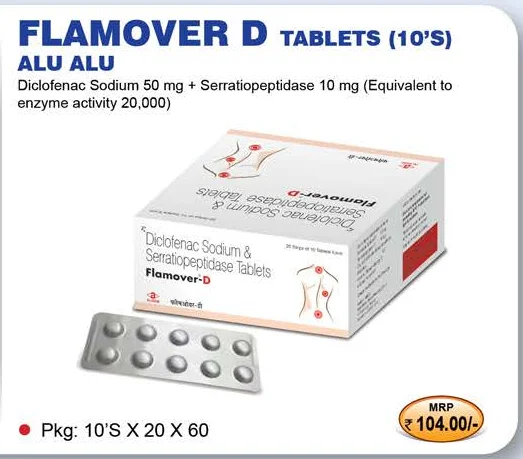 FLAMOVER D TABLETS (10'S)
ALU ALU
Diclofenac Sodium 50 mg + Serratiopeptidase 10 mg (Equivalent to
enzyme activity 20,000)
Flamover-D
Diclofenac Sodium &
Serratiopeptidase Tablets
Diclofenac Sodium &
Serratiopeptidase Tablets
Flamover-D
• Pkg: 10'S X 20 X 60
MRP
₹ 104.00/-